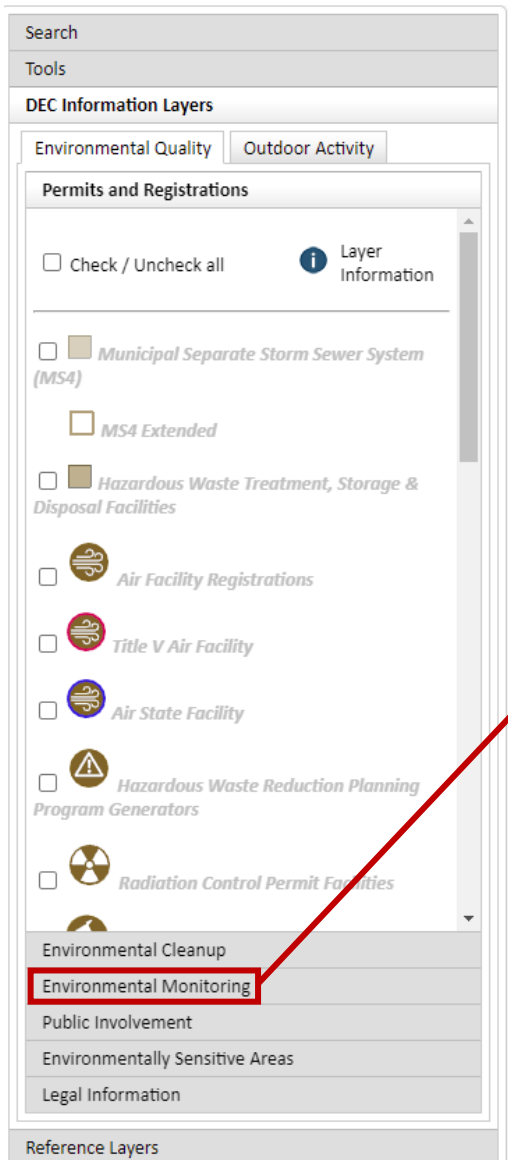 Search
Tools
DEC Information Layers
Environmental Quality Outdoor Activity
Permits and Registrations
Check / Uncheck all
i
Layer
Information
Municipal Separate Storm Sewer System
(MS4)
MS4 Extended
Hazardous Waste Treatment, Storage &
Disposal Facilities
Air Facility Registrations
Title V Air Facility
Air State Facility
Hazardous Waste Reduction Planning
Program Generators
Radiation Control Permit Facilities
Environmental Cleanup
Environmental Monitoring
Public Involvement
Environmentally Sensitive Areas
Legal Information
Reference Layers